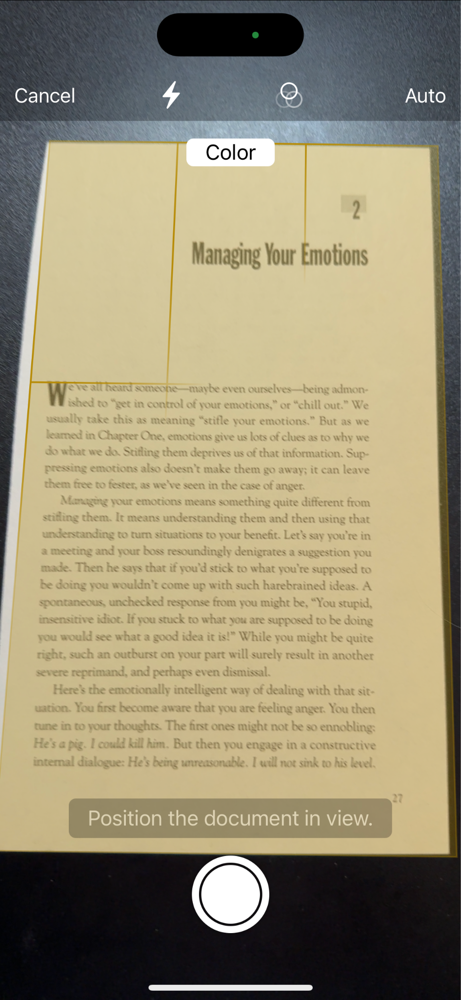 Cancel
Auto
Color
2
Managing Your Emotions
We've all heard someone—maybe even ourselves—being admon-
ished to “get in control of your emotions,” or “chill out.” We
usually take this as meaning “stifle your emotions.” But as we
learned in Chapter One, emotions give us lots of clues as to why we
do what we do. Stifling them deprives us of that information. Sup-
pressing emotions also doesn't make them go away; it can leave
them free to fester, as we've seen in the case of anger.
Managing your emotions means something quite different from
stifling them. It means understanding them and then using that
understanding to turn situations to your benefit. Let's say you're in
a meeting and your boss resoundingly denigrates a suggestion you
made. Then he says that if you'd stick to what you're supposed to
be doing you wouldn't come up with such harebrained ideas. A
spontaneous, unchecked response from you might be, “You stupid,
insensitive idiot. If you stuck to what you are supposed to be doing
you would see what a good idea it is!” While you might be quite
right, such an outburst on your part will surely result in another
severe reprimand, and perhaps even dismissal.
Here's the emotionally intelligent way of dealing with that sit-
uation. You first become aware that you are feeling anger. You then
tune in to your thoughts. The first ones might not be so ennobling:
He's a pig. I could kill him. But then you engage in a constructive
internal dialogue: He's being unreasonable. I will not sink to his level.
27
Position the document in view.